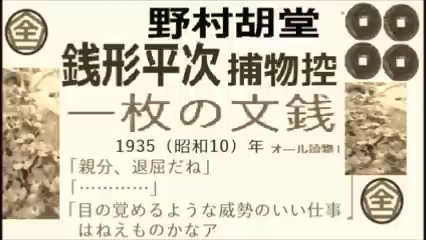 野村胡堂
銭形平次 捕物控
一枚の文銭
1935（昭和10）年 オール讀物
「親分、退屈だね」
「…………」
「目の覚めるような威勢のいい仕事
はねえものかなア